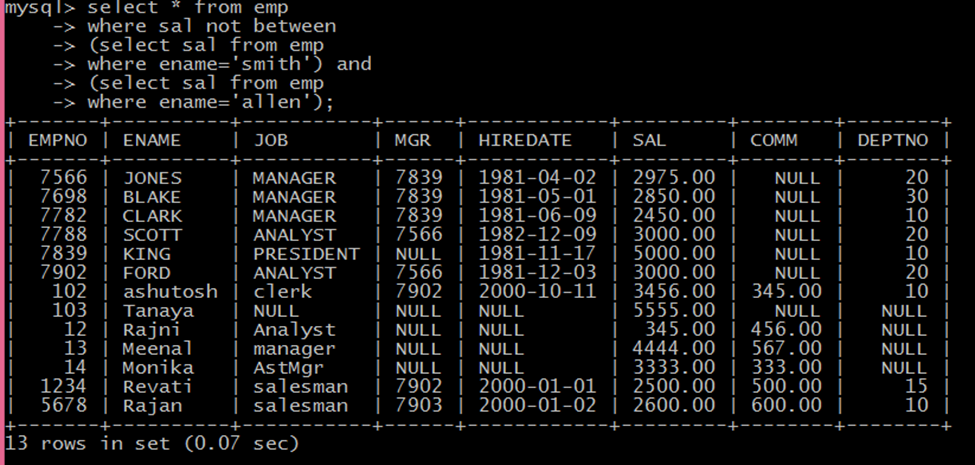 mysql> select * from emp
    -> where sal not between
    -> (select sal from emp
    -> where ename='smith') and
    -> (select sal from emp
    -> where ename='allen');
+-------+----------+-----------+------+------------+---------+--------+--------+
| EMPNO | ENAME    | JOB       | MGR  | HIREDATE   | SAL     | COMM   | DEPTNO |
+-------+----------+-----------+------+------------+---------+--------+--------+
|  7566 | JONES    | MANAGER   | 7839 | 1981-04-02 | 2975.00 |   NULL |     20 |
|  7698 | BLAKE    | MANAGER   | 7839 | 1981-05-01 | 2850.00 |   NULL |     30 |
|  7782 | CLARK    | MANAGER   | 7839 | 1981-06-09 | 2450.00 |   NULL |     10 |
|  7788 | SCOTT    | ANALYST   | 7566 | 1982-12-09 | 3000.00 |   NULL |     20 |
|  7839 | KING     | PRESIDENT | NULL | 1981-11-17 | 5000.00 |   NULL |     10 |
|  7902 | FORD     | ANALYST   | 7566 | 1981-12-03 | 3000.00 |   NULL |     20 |
|   102 | ashutosh | clerk     | 7902 | 2000-10-11 | 3456.00 | 345.00 |     10 |
|   103 | Tanaya   | NULL      | NULL | NULL       | 5555.00 |   NULL |   NULL |
|    12 | Rajni    | Analyst   | NULL | NULL       |  345.00 | 456.00 |   NULL |
|    13 | Meenal   | manager   | NULL | NULL       | 4444.00 | 567.00 |   NULL |
|    14 | Monika   | AstMgr    | NULL | NULL       | 3333.00 | 333.00 |   NULL |
|  1234 | Revati   | salesman  | 7902 | 2000-01-01 | 2500.00 | 500.00 |     15 |
|  5678 | Rajan    | salesman  | 7903 | 2000-01-02 | 2600.00 | 600.00 |     10 |
+-------+----------+-----------+------+------------+---------+--------+--------+
13 rows in set (0.07 sec)